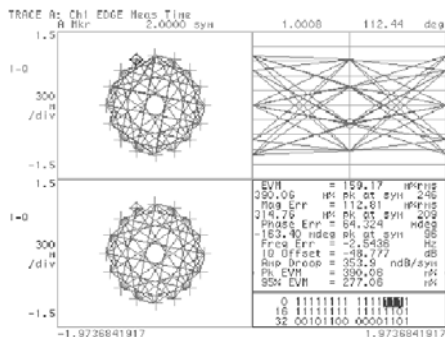 TRACE A: Ch1 EDGE Meas Time
A Mkr 2.0000 sym 1.0008 112.44 deg
1.5
I-Q
300
m
/div
-1.5
1.5
I-Q
300
m
/div
-1.5
-1.9736841917 1.9736841917
EVM = 159.17 m%rms
390.06 m% pk at sym 246
Mag Err = 112.81 m%rms
314.76 m% pk at sym 209
Phase Err = 64.324 mdeg
-163.40 mdeg pk at sym 96
Freq Err = -2.5436 Hz
IQ Offset = -48.777 dB
Amp Droop = 353.9 ndB/sym
Pk EVM = 390.06 m%
95% EVM = 277.06 m%
0 11111111 11111111
16 11111111 11111101
32 00101100 00001101